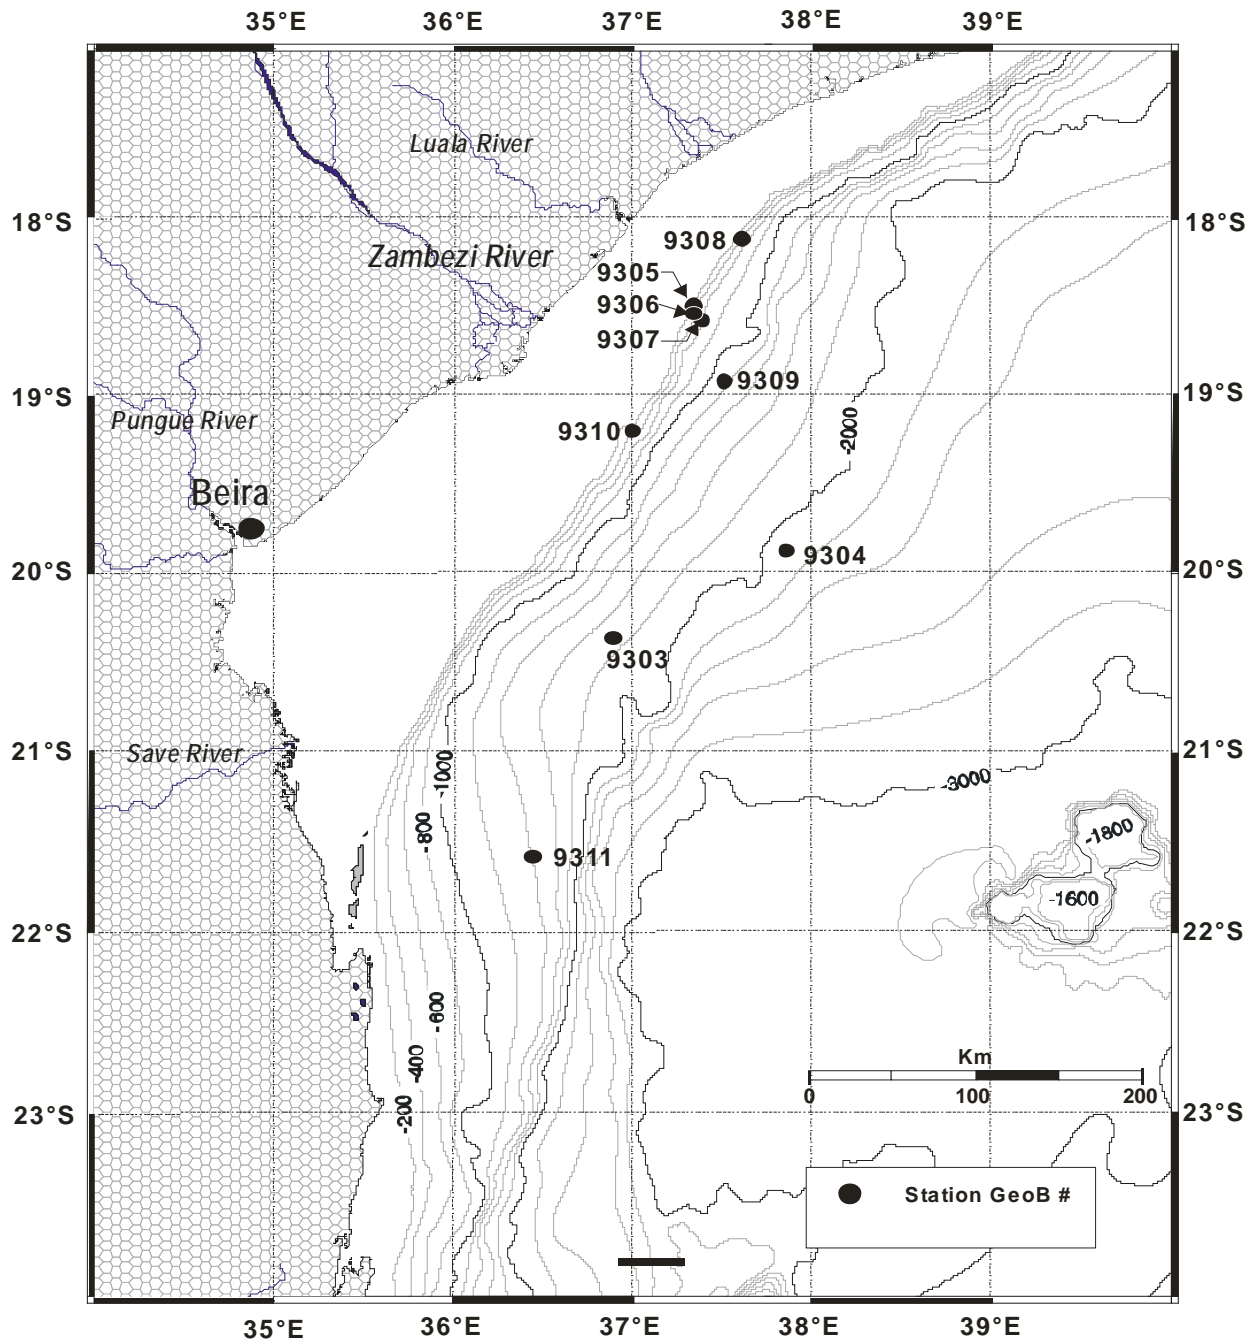 35°E 36°E 37°E 38°E 39°E
Luala River
18°S 18°S
9308
Zambezi River
9305
9306
9307
9309
19°S 19°S
Pungue River
9310
-2000
Beira
9304
20°S 20°S
9303
21°S 21°S
Save River
-1000
-3000
-800
-1800
9311
-1600
22°S 22°S
-600
-400
Km
0 100 200
-200
23°S 23°S
Station GeoB #
35°E 36°E 37°E 38°E 39°E